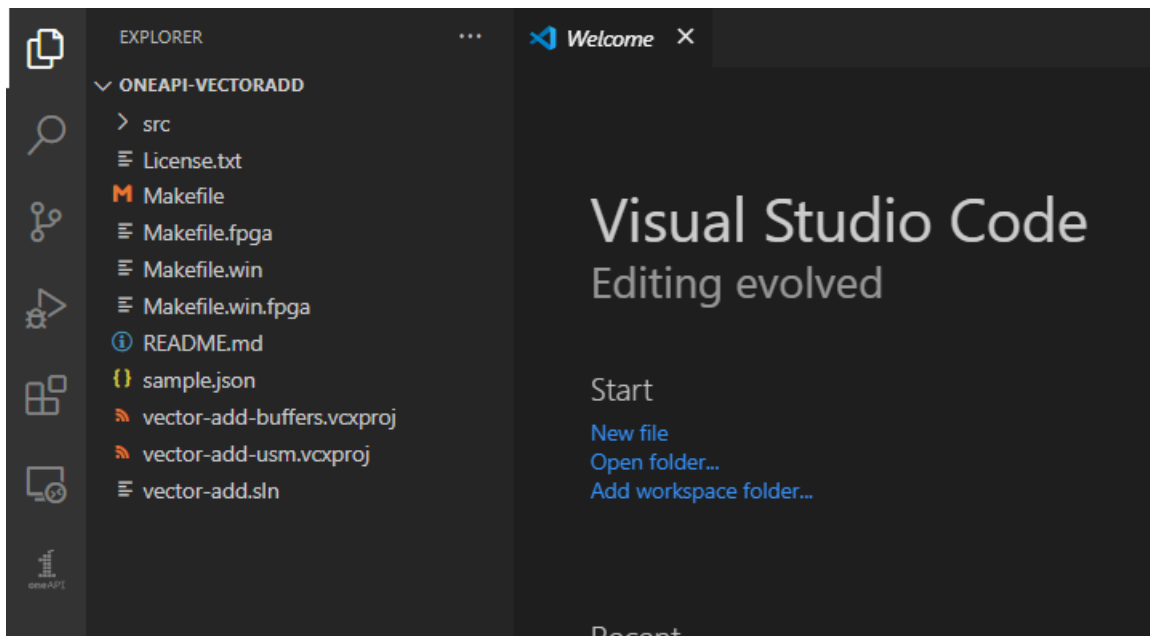 EXPLORER
ONEAPI-VECTORADD
src
License.txt
Makefile
Makefile.fpga
Makefile.win
Makefile.win.fpga
README.md
sample.json
vector-add-buffers.vcxproj
vector-add-usm.vcxproj
vector-add.sln
oneAPI
Welcome
Visual Studio Code
Editing evolved
Start
New file
Open folder...
Add workspace folder...
Recent